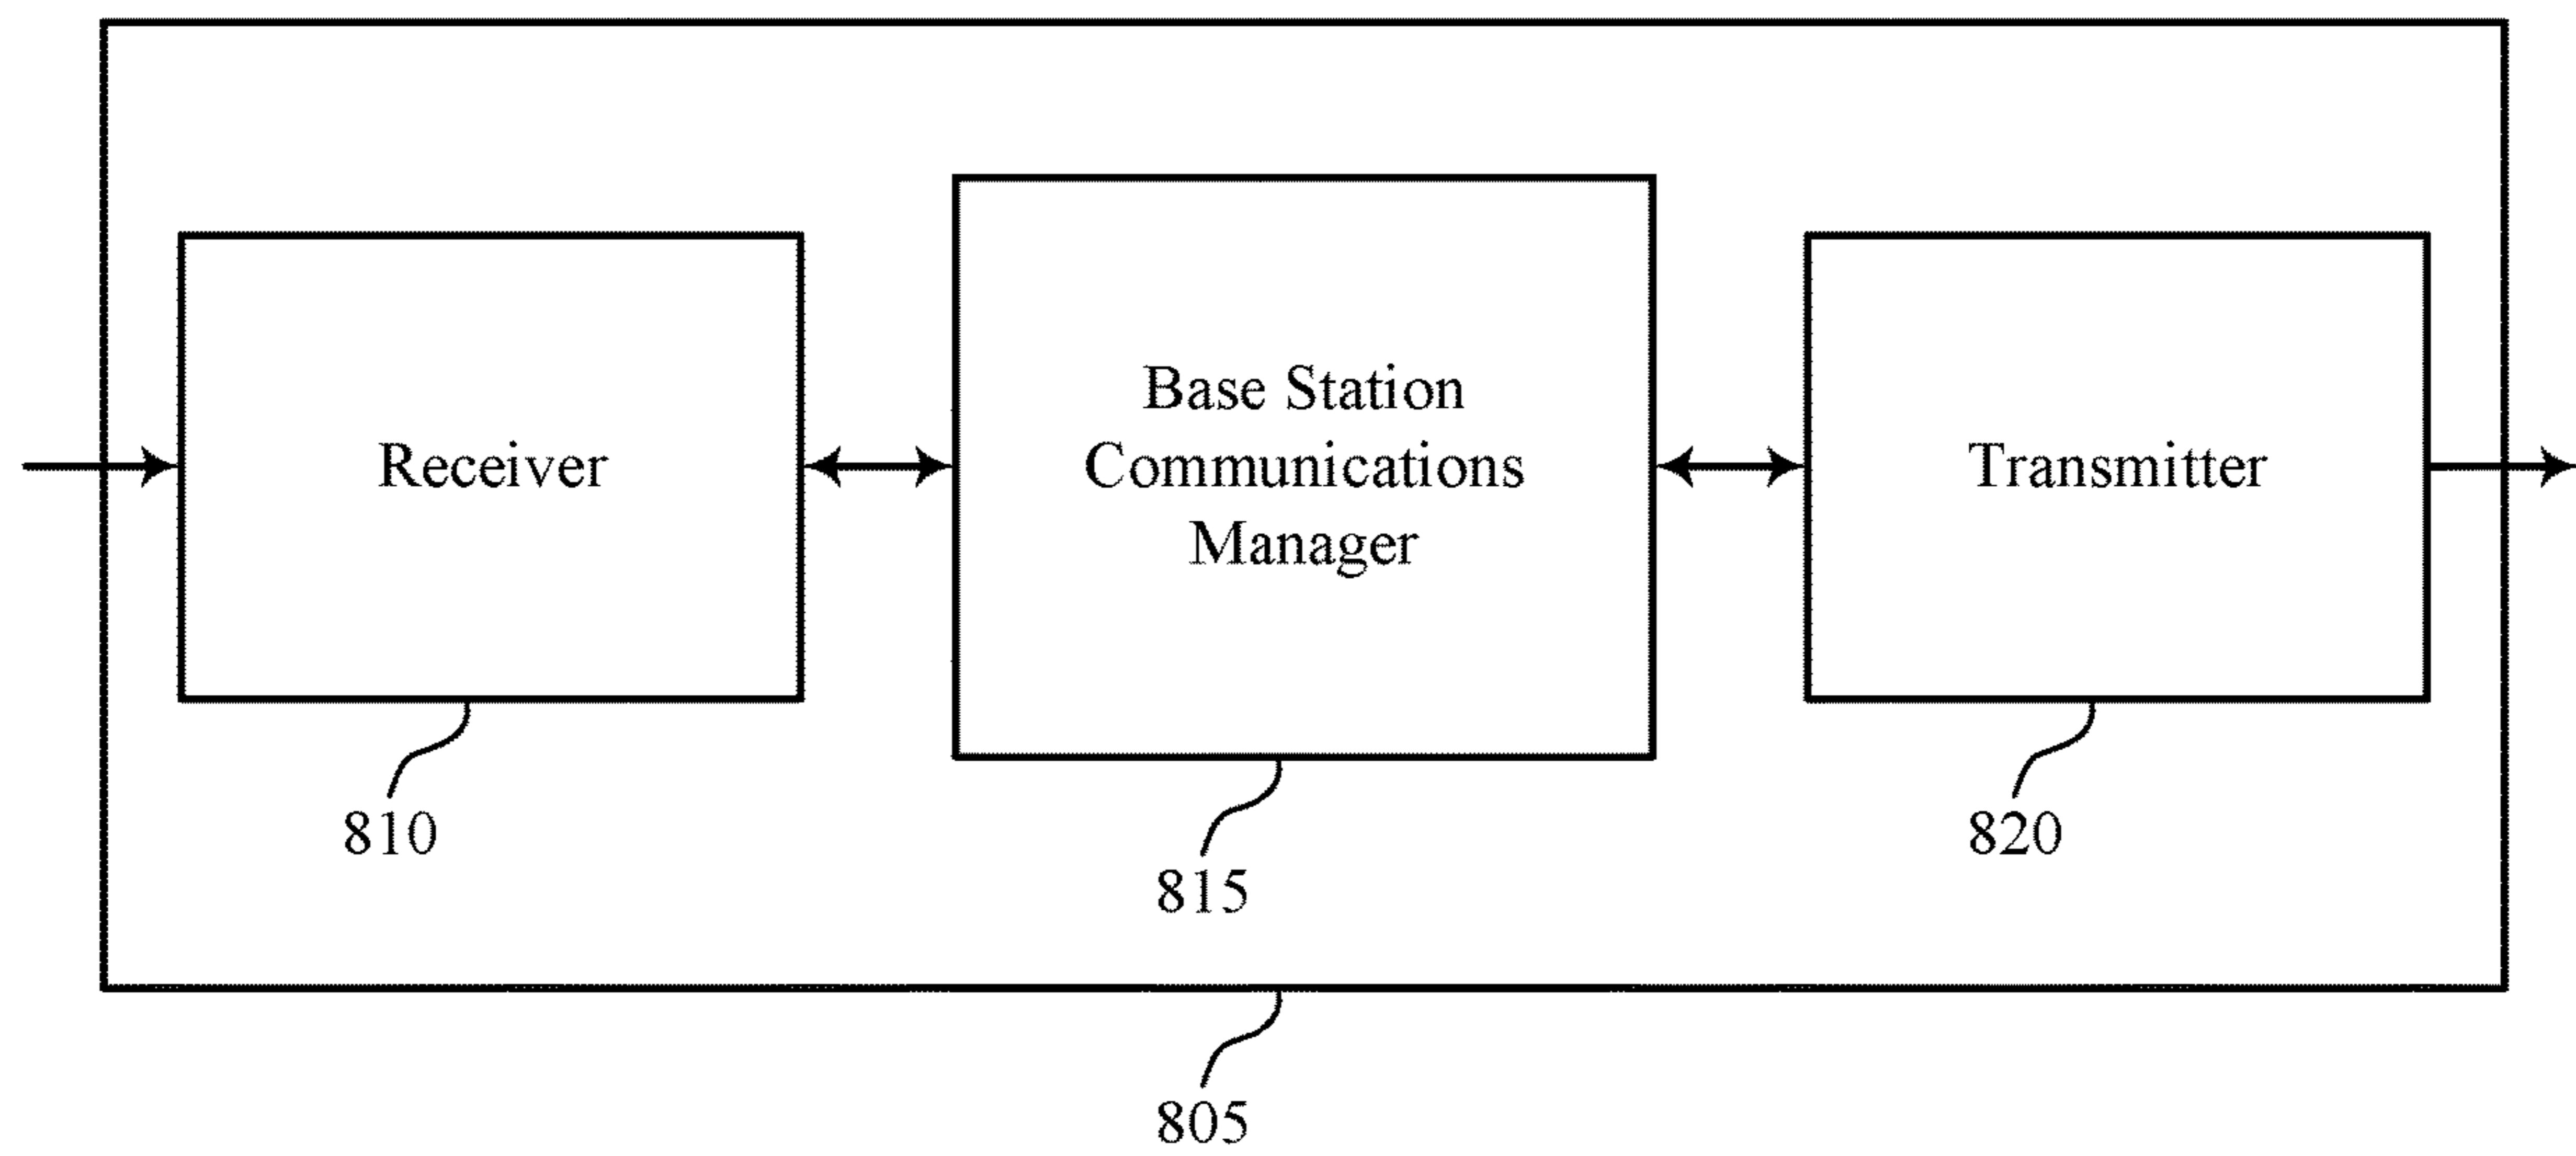 Receiver
Base Station
Communications
Manager
Transmitter
810
815
820
805